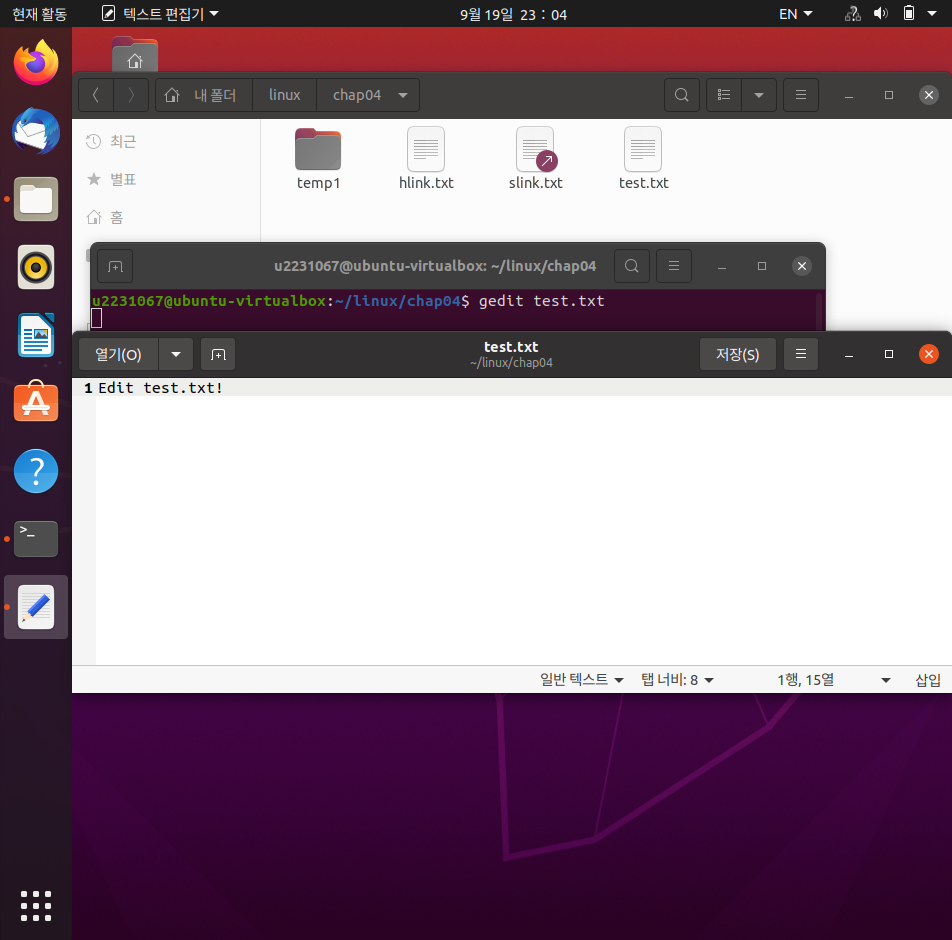 현재 활동
텍스트 편집기
9월 19일 23 : 04
EN
내 폴더
linux
chap04
최근
별표
홈
temp1
hlink.txt
slink.txt
test.txt
u2231067@ubuntu-virtualbox: ~/linux/chap04
u2231067@ubuntu-virtualbox:~/linux/chap04$ gedit test.txt
열기(O)
test.txt
~/linux/chap04
저장(S)
1 Edit test.txt!
일반 텍스트
탭 너비: 8
1행, 15열
삽입